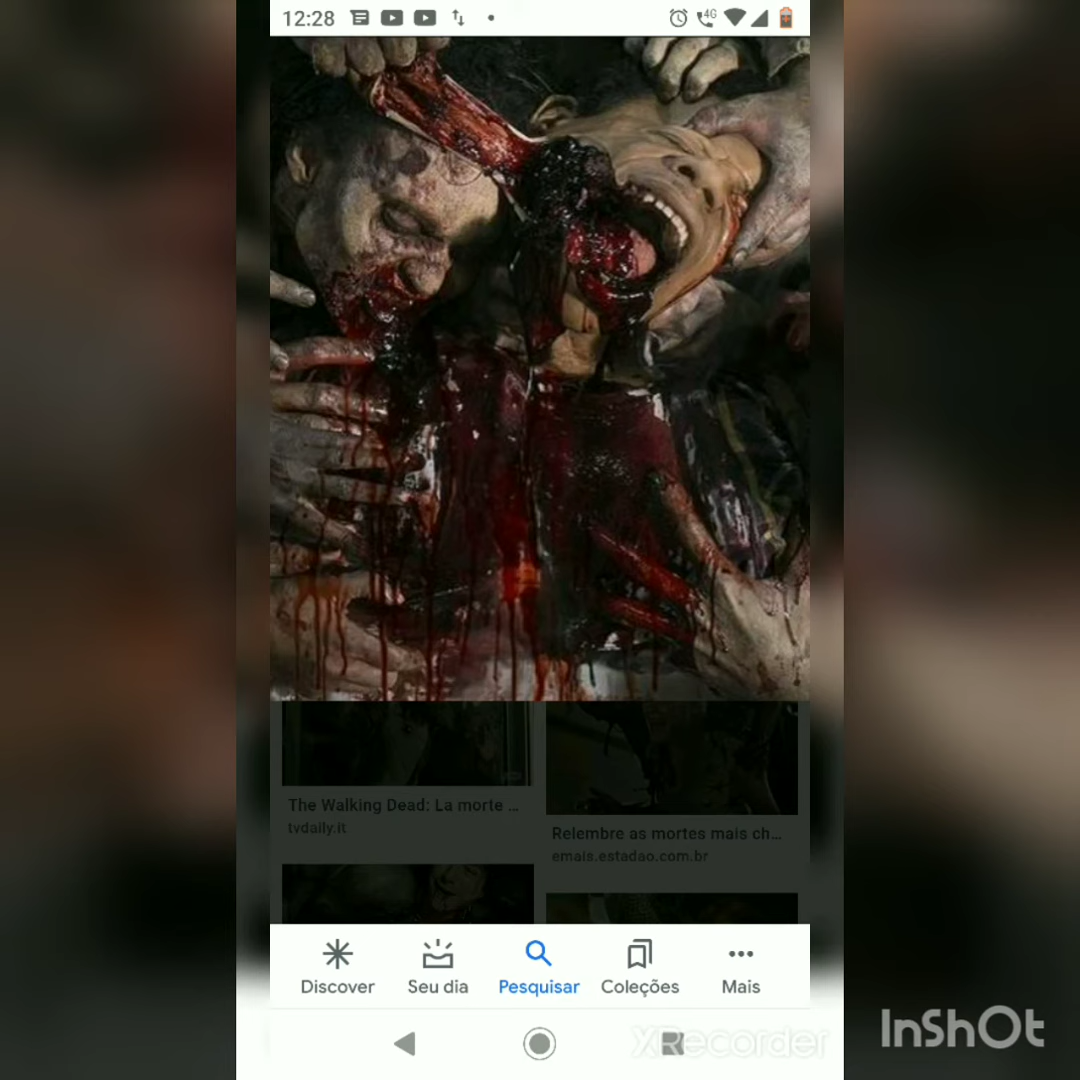 12:28
4G
The Walking Dead: La morte ...
tvdaily.it
Relembre as mortes mais ch...
emais.estadao.com.br
Discover
Seu dia
Pesquisar
Coleções
Mais
XRecorder
InShOt